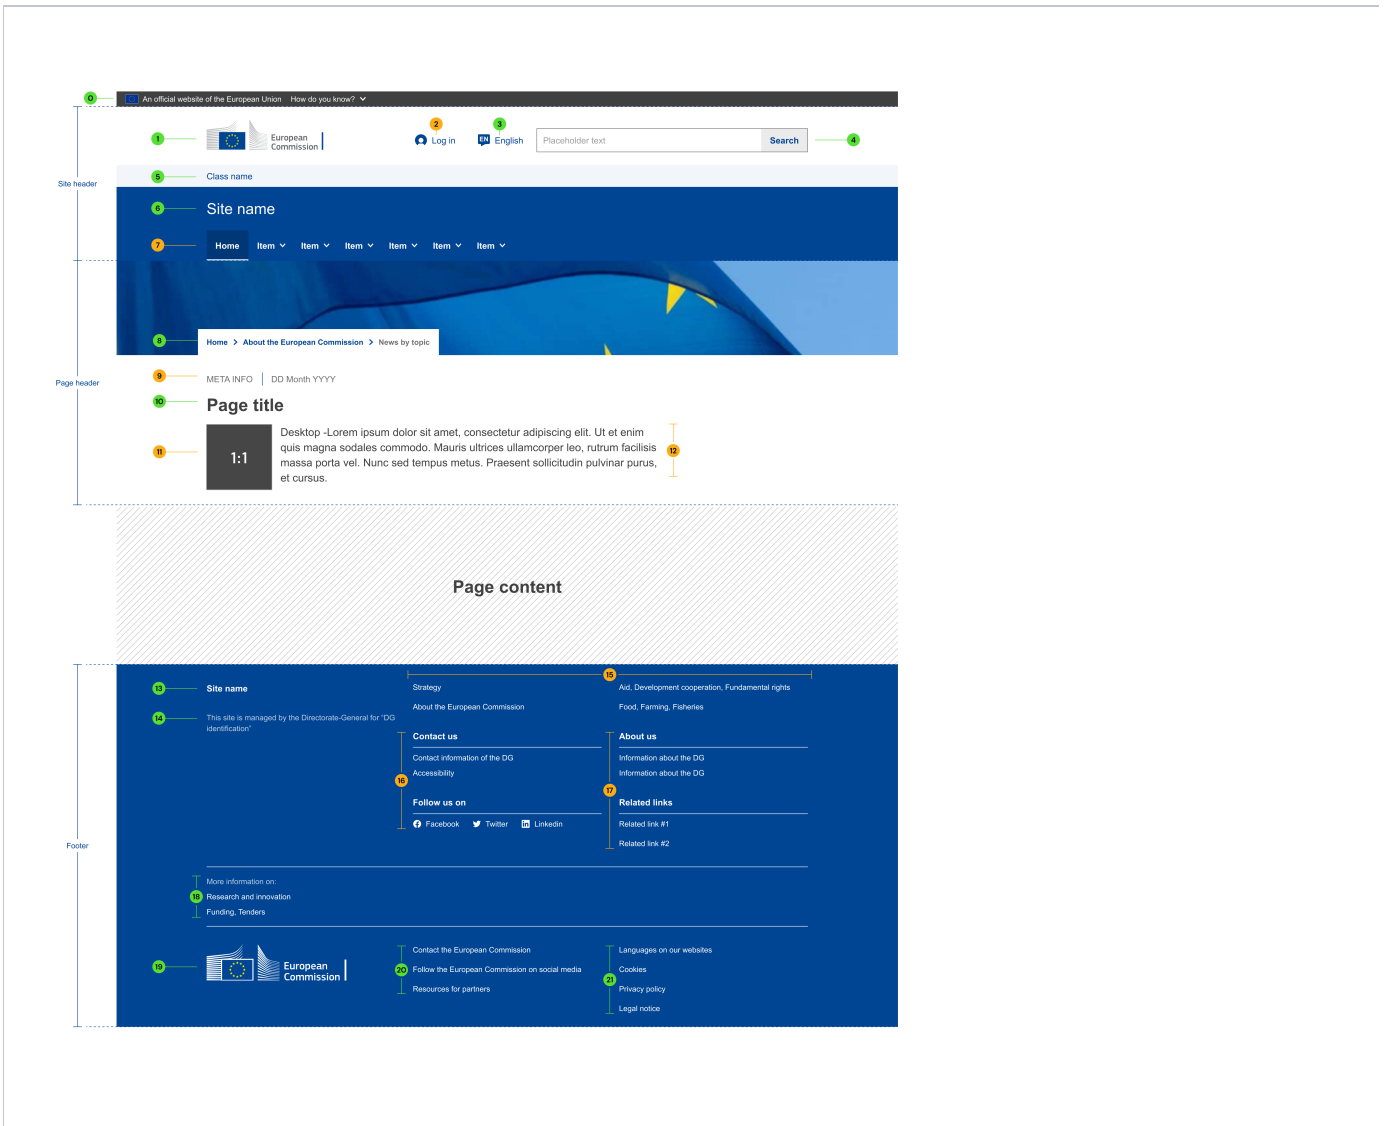 0 An official website of the European Union How do you know?
1 European Commission
2 Log in
3 EN English
Placeholder text Search 4
Site header
5 Class name
6 Site name
7 Home Item Item Item Item Item Item
8 Home > About the European Commission > News by topic
Page header
9 META INFO DD Month YYYY
10 Page title
11 1:1
Desktop -Lorem ipsum dolor sit amet, consectetur adipiscing elit. Ut et enim
quis magna sodales commodo. Mauris ultrices ullamcorper leo, rutrum facilisis
massa porta vel. Nunc sed tempus metus. Praesent sollicitudin pulvinar purus,
et cursus.
12
Page content
13 Site name
14 This site is managed by the Directorate-General for "DG
identification"
15
Strategy
About the European Commission
Aid, Development cooperation, Fundamental rights
Food, Farming, Fisheries
16
Contact us
Contact information of the DG
Accessibility
Follow us on
Facebook Twitter Linkedin
17
About us
Information about the DG
Information about the DG
Related links
Related link #1
Related link #2
Footer
18
More information on:
Research and innovation
Funding, Tenders
19 European
Commission
20
Contact the European Commission
Follow the European Commission on social media
Resources for partners
21
Languages on our websites
Cookies
Privacy policy
Legal notice